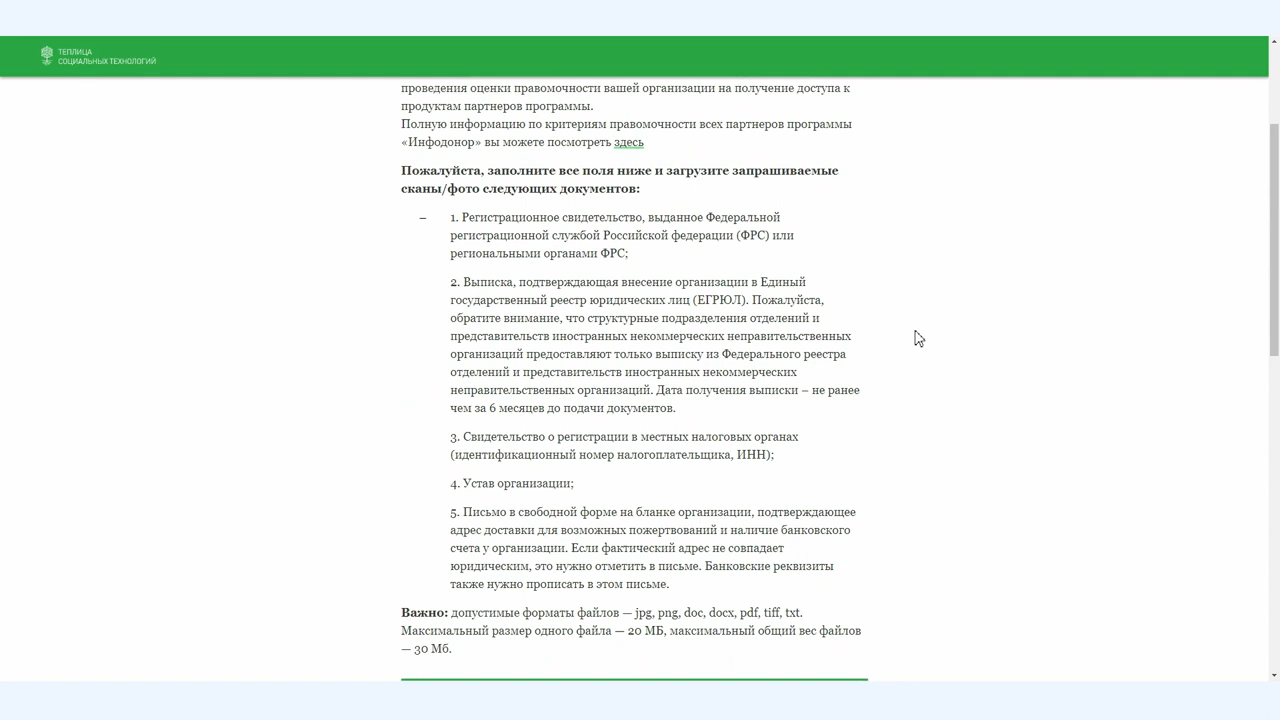 ТЕПЛИЦА
СОЦИАЛЬНЫХ ТЕХНОЛОГИЙ
проведения оценки правомочности вашей организации на получение доступа к
продуктам партнеров программы.
Полную информацию по критериям правомочности всех партнеров программы
«Инфодонор» вы можете посмотреть здесь
Пожалуйста, заполните все поля ниже и загрузите запрашиваемые
сканы/фото следующих документов:
– 1. Регистрационное свидетельство, выданное Федеральной
регистрационной службой Российской федерации (ФРС) или
региональными органами ФРС;
2. Выписка, подтверждающая внесение организации в Единый
государственный реестр юридических лиц (ЕГРЮЛ). Пожалуйста,
обратите внимание, что структурные подразделения отделений и
представительств иностранных некоммерческих неправительственных
организаций предоставляют только выписку из Федерального реестра
отделений и представительств иностранных некоммерческих
неправительственных организаций. Дата получения выписки – не ранее
чем за 6 месяцев до подачи документов.
3. Свидетельство о регистрации в местных налоговых органах
(идентификационный номер налогоплательщика, ИНН);
4. Устав организации;
5. Письмо в свободной форме на бланке организации, подтверждающее
адрес доставки для возможных пожертвований и наличие банковского
счета у организации. Если фактический адрес не совпадает
юридическим, это нужно отметить в письме. Банковские реквизиты
также нужно прописать в этом письме.
Важно: допустимые форматы файлов — jpg, png, doc, docx, pdf, tiff, txt.
Максимальный размер одного файла — 20 МБ, максимальный общий вес файлов
— 30 Мб.